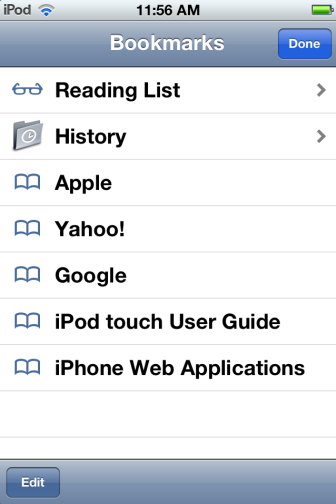 iPod 11:56 AM
Bookmarks Done
Reading List
History
Apple
Yahoo!
Google
iPod touch User Guide
iPhone Web Applications
Edit